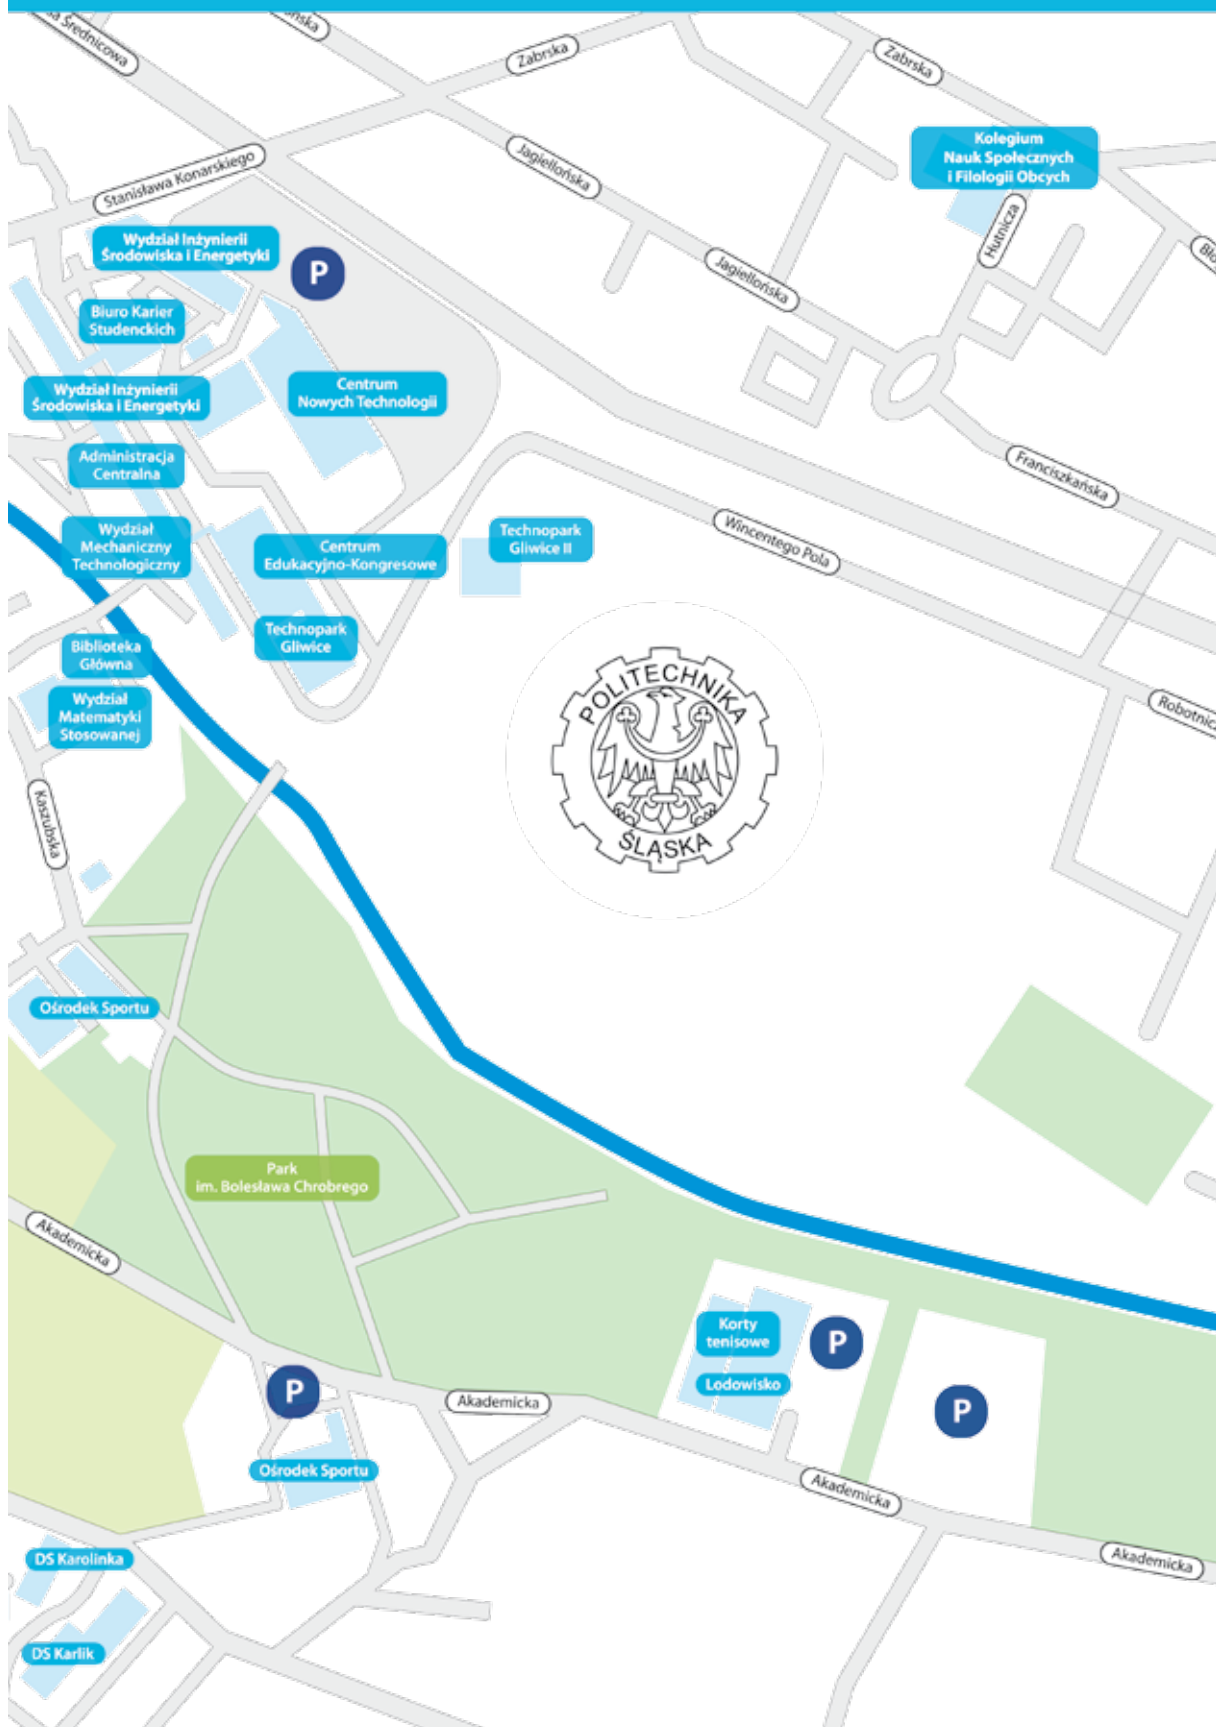 Średnicowa
Zabrska
Zabrska
Kolegium
Nauk Społecznych
i Filologii Obcych
Stanisława Konarskiego
Jagiellońska
Hutnicza
Wydział Inżynierii
Środowiska i Energetyki
P
Jagiellońska
Biuro Karier
Studenckich
Wydział Inżynierii
Środowiska i Energetyki
Centrum
Nowych Technologii
Administracja
Centralna
Franciszkańska
Wydział
Mechaniczny
Technologiczny
Centrum
Edukacyjno-Kongresowe
Technopark
Gliwice II
Wincentego Pola
Technopark
Gliwice
Biblioteka
Główna
Wydział
Matematyki
Stosowanej
POLITECHNIKA
ŚLĄSKA
Robotnicz
Kaszubska
Ośrodek Sportu
Park
im. Bolesława Chrobrego
Akademicka
Korty
tenisowe
P
Lodowisko
P
P
Akademicka
Ośrodek Sportu
Akademicka
Akademicka
DS Karolinka
DS Karlik